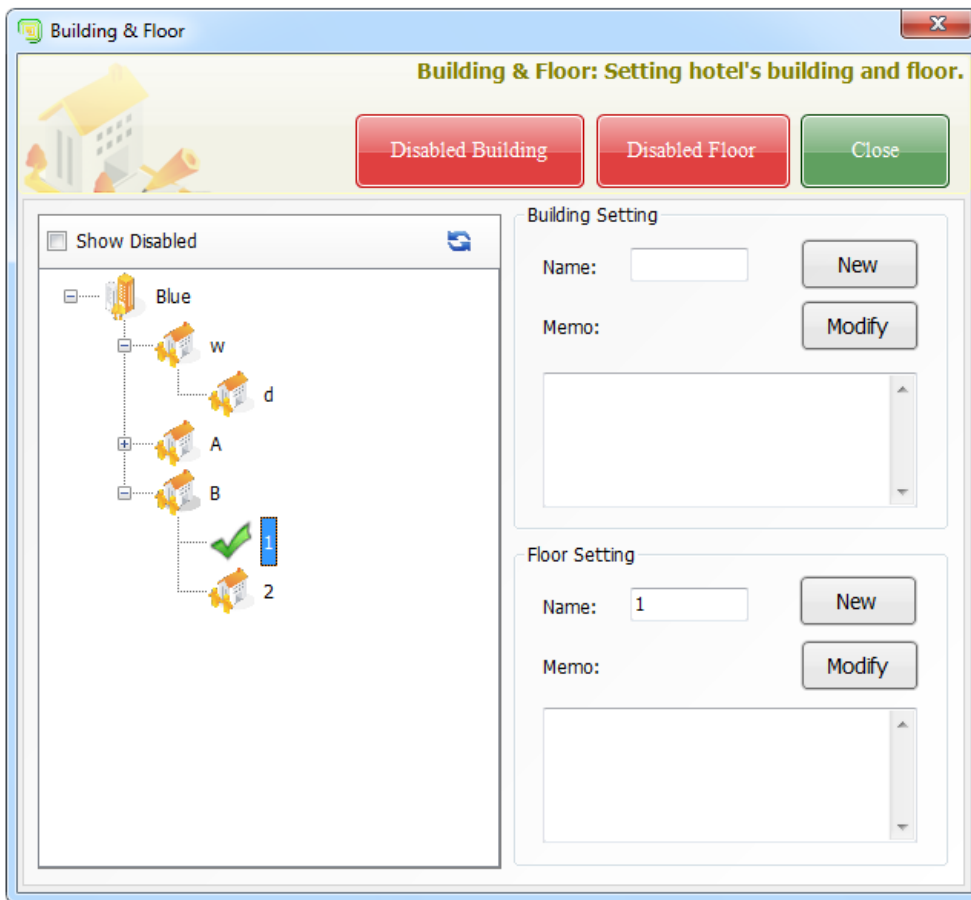 Building & Floor
Building & Floor: Setting hotel's building and floor.
Disabled Building
Disabled Floor
Close
Show Disabled
Blue
w
d
A
B
1
2
Building Setting
Name:
New
Memo:
Modify
Floor Setting
Name:
1
New
Memo:
Modify